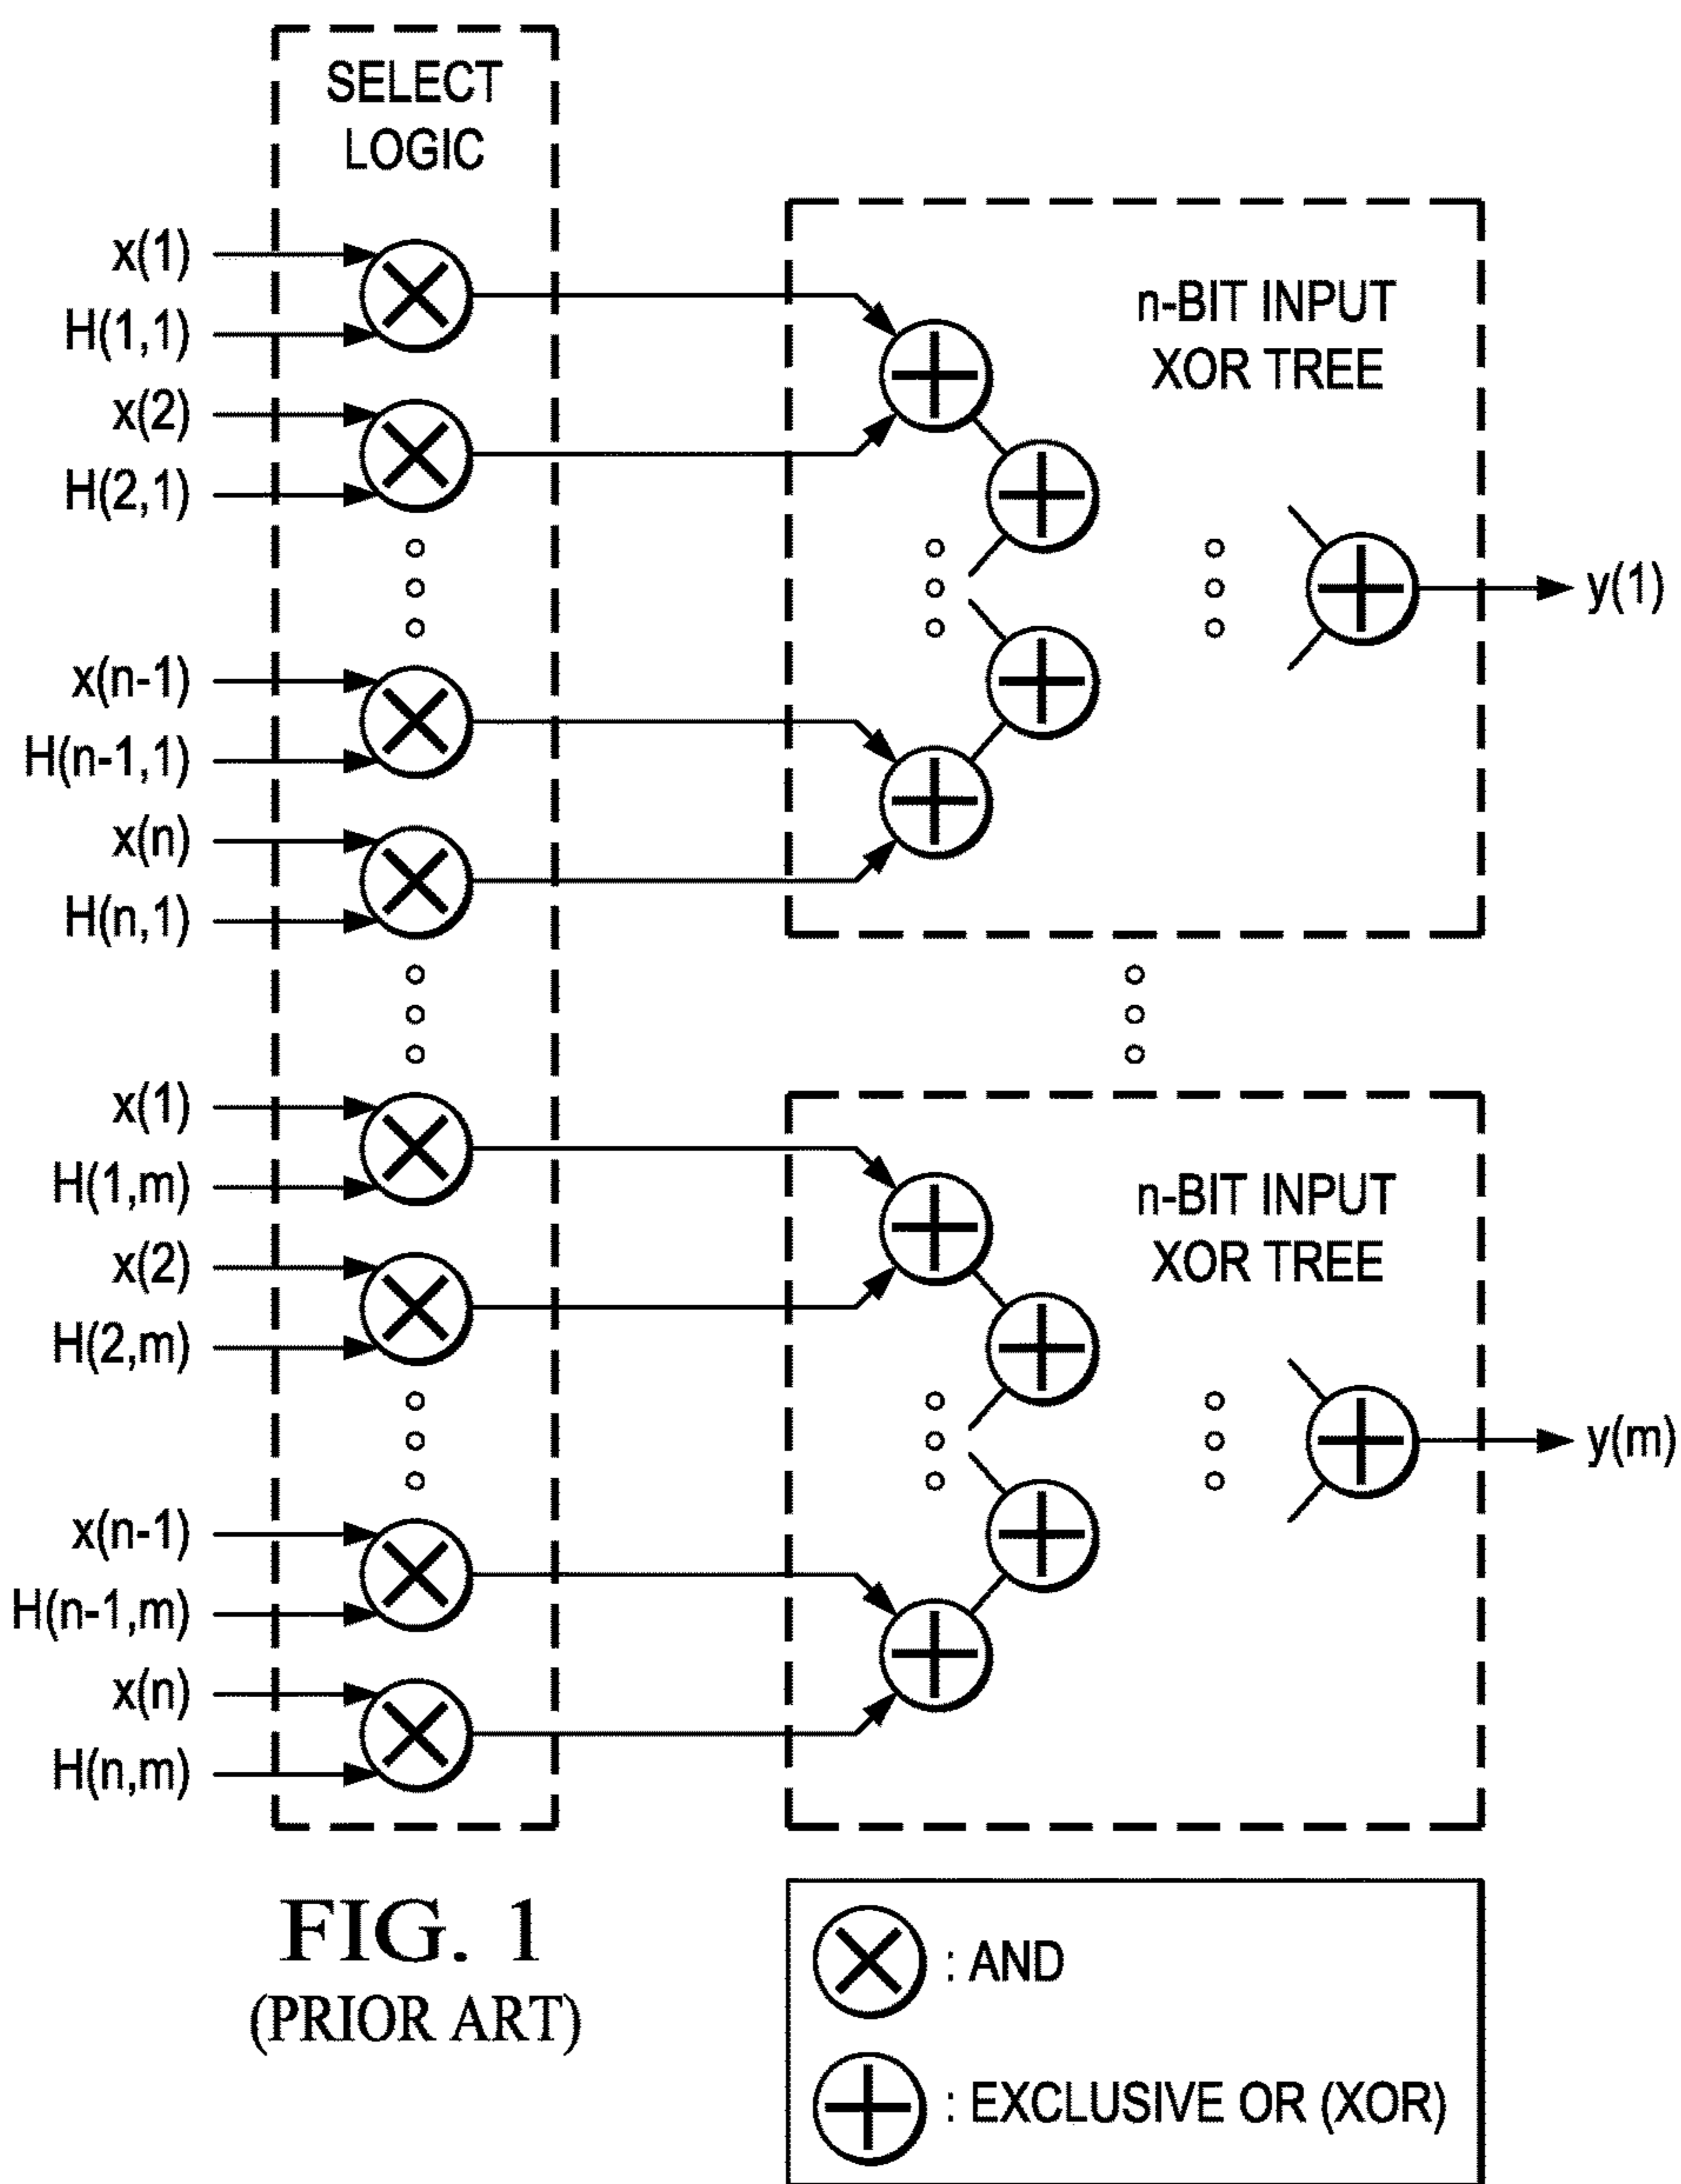 SELECT
LOGIC
x(1)
H(1,1)
x(2)
H(2,1)
x(n-1)
H(n-1,1)
x(n)
H(n,1)
n-BIT INPUT
XOR TREE
y(1)
x(1)
H(1,m)
x(2)
H(2,m)
x(n-1)
H(n-1,m)
x(n)
H(n,m)
n-BIT INPUT
XOR TREE
y(m)
FIG. 1
(PRIOR ART)
: AND
: EXCLUSIVE OR (XOR)